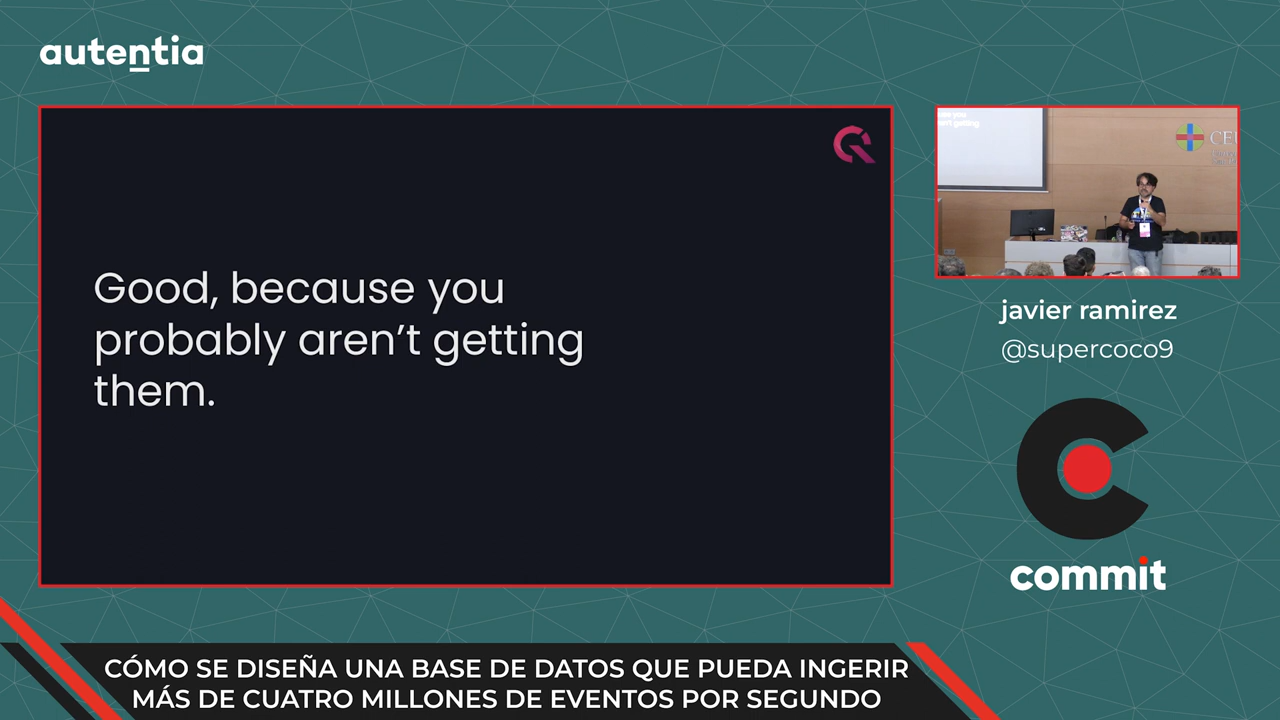 autentia
Good, because you
probably aren't getting
them.
CEU
javier ramirez
@supercoco9
commit
CÓMO SE DISEÑA UNA BASE DE DATOS QUE PUEDA INGERIR
MÁS DE CUATRO MILLONES DE EVENTOS POR SEGUNDO